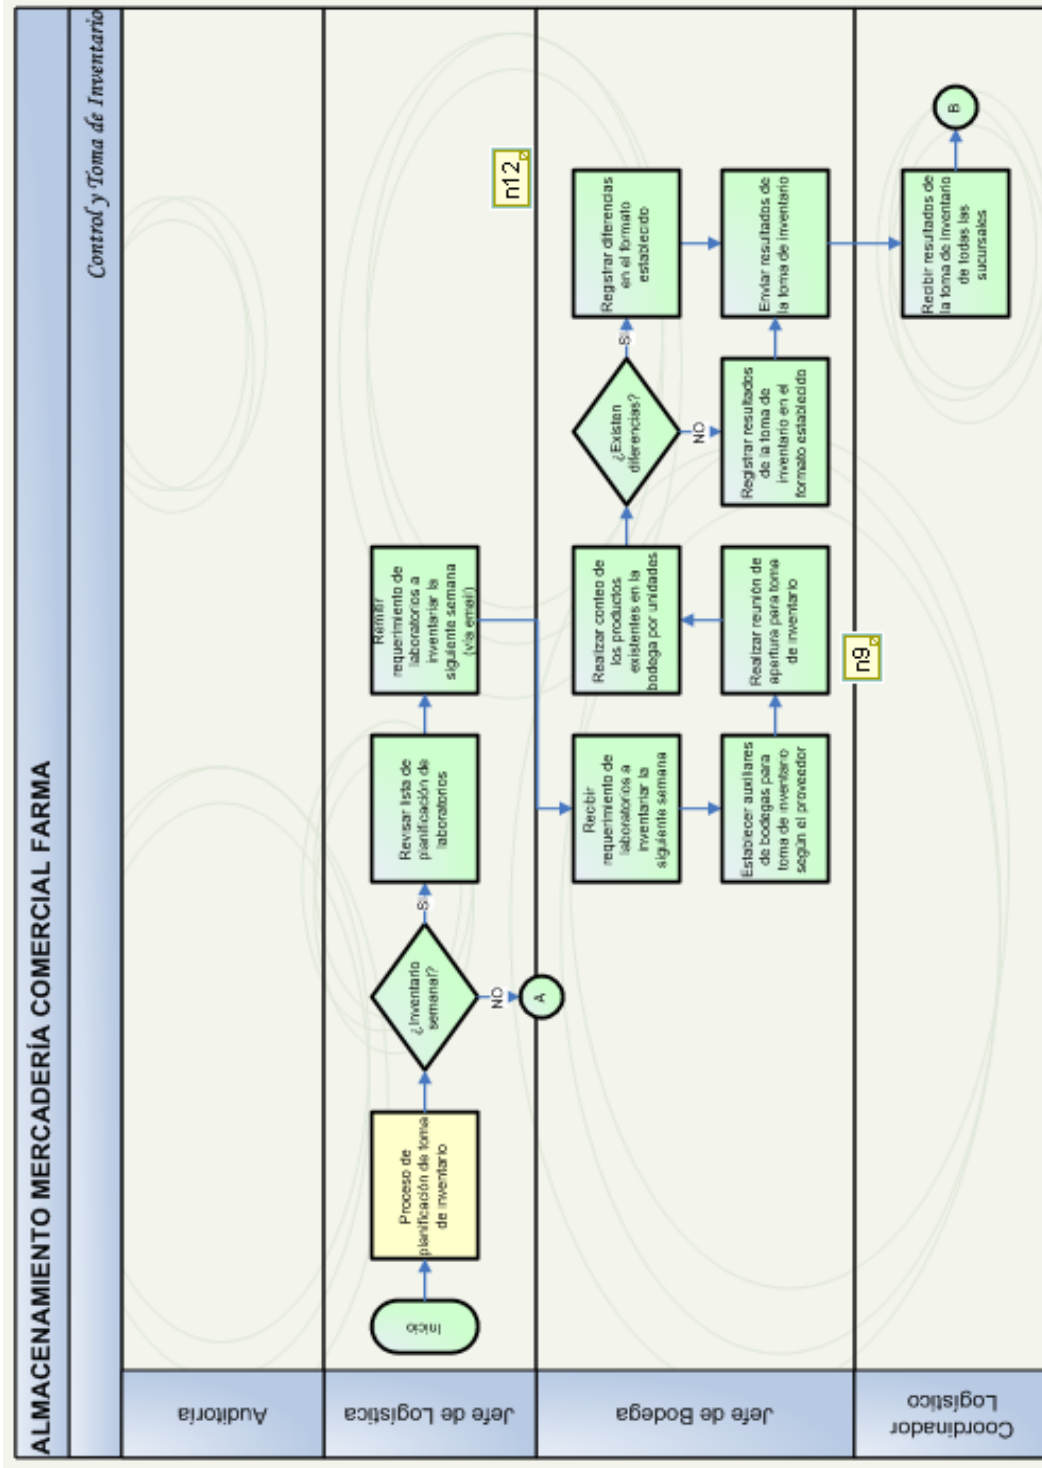 ALMACENAMIENTO MERCADERÍA COMERCIAL FARMA
Control y Toma de Inventario
Auditoría
Jefe de Logística
Inicio
Proceso de
planificación de toma
de inventario
¿Inventario
semanal?
SI
NO
A
Revisar lista de
planificación de
laboratorios
Remitir
requerimiento de
laboratorios a
inventariar la
siguiente semana
(vía email)
n12
Jefe de Bodega
Recibir
requerimiento de
laboratorios a
inventariar la
siguiente semana
Establecer auxiliares
de bodegas para
toma de inventario
según el proveedor
Realizar reunión de
apertura para toma
de inventario
n9
Realizar conteo de
los productos
existentes en la
bodega por unidades
¿Existen
diferencias?
SI
NO
Registrar diferencias
en el formato
establecido
Registrar resultados
de la toma de
inventario en el
formato establecido
Enviar resultados de
la toma de inventario
Coordinador
Logístico
Recibir resultados de
la toma de inventario
de todas las
sucursales
B